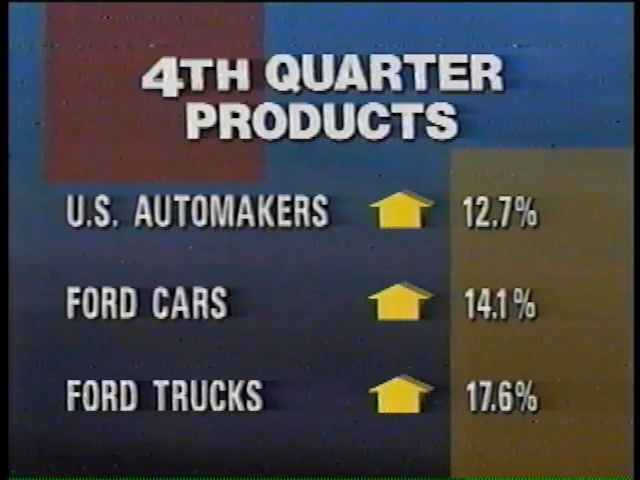 4TH QUARTER
PRODUCTS
U.S. AUTOMAKERS 12.7%
FORD CARS 14.1%
FORD TRUCKS 17.6%